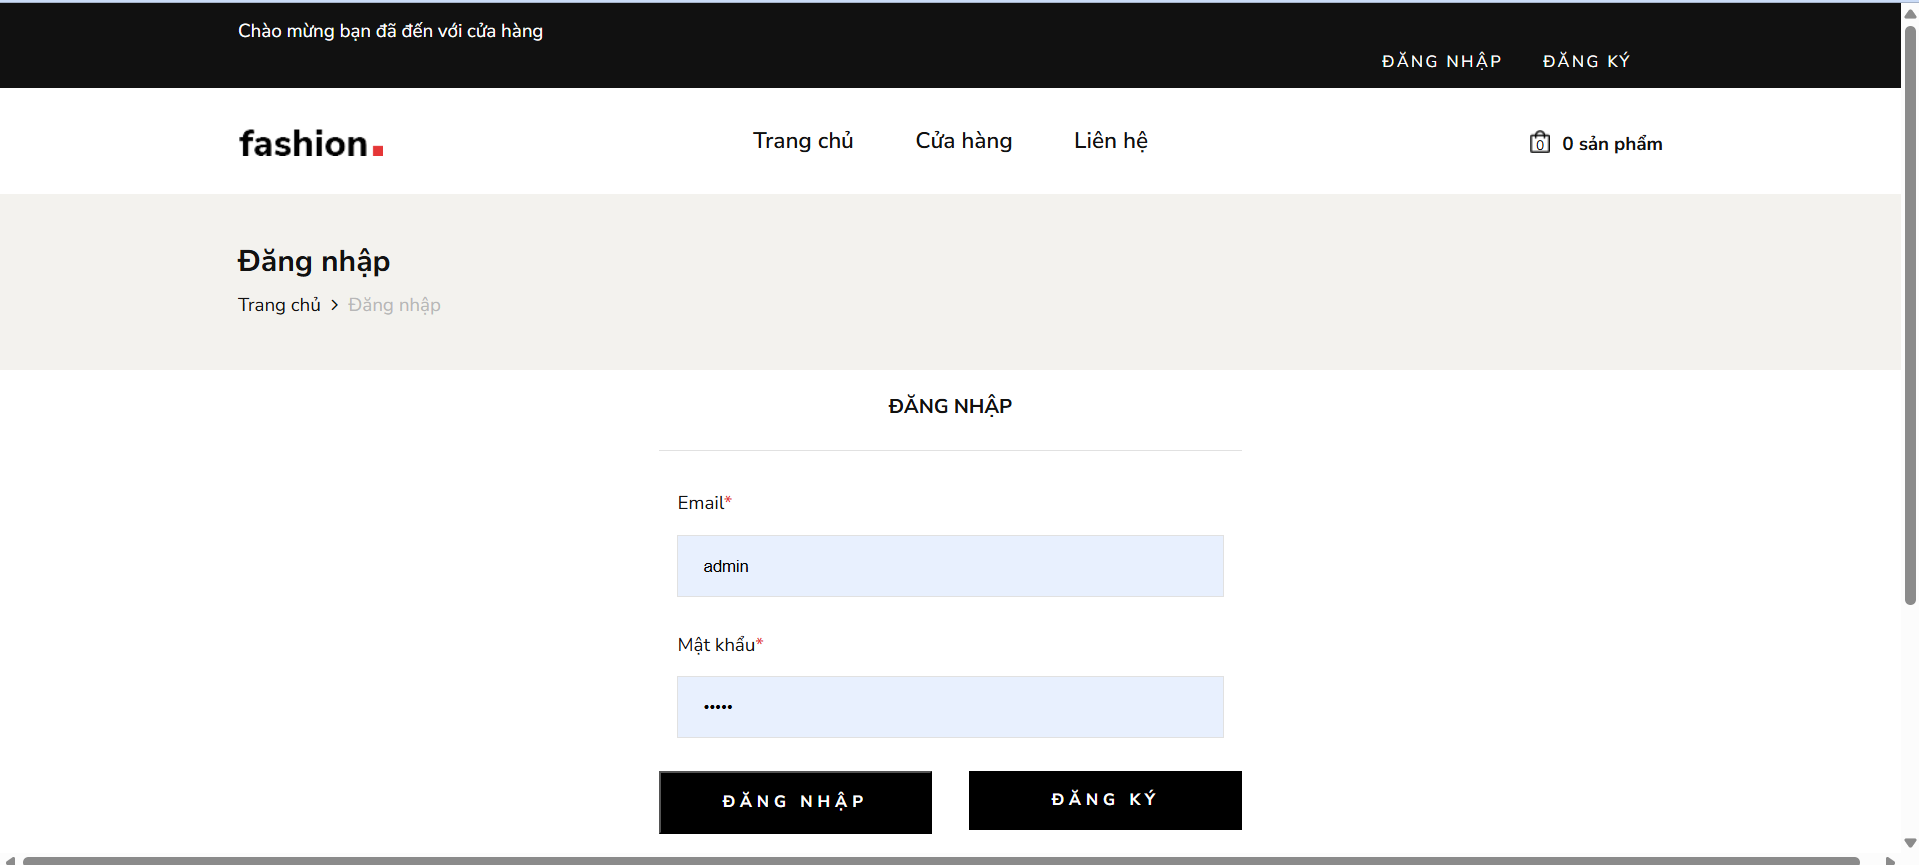 Chào mừng bạn đã đến với cửa hàng
ĐĂNG NHẬP ĐĂNG KÝ
fashion.
Trang chủ Cửa hàng Liên hệ
0 0 sản phẩm
Đăng nhập
Trang chủ > Đăng nhập
ĐĂNG NHẬP
Email*
admin
Mật khẩu*
•••••
ĐĂNG NHẬP ĐĂNG KÝ